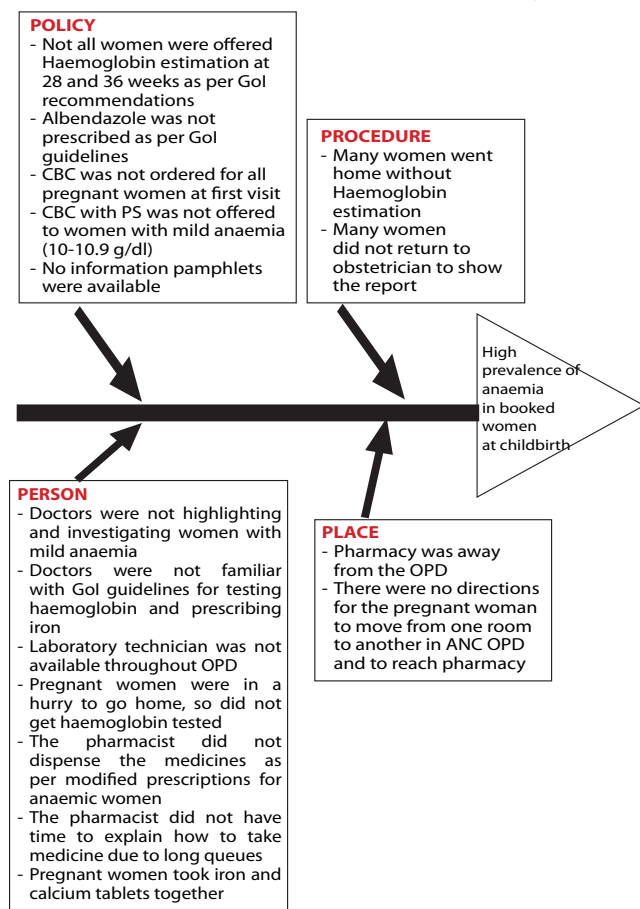 POLICY
- Not all women were offered
Haemoglobin estimation at
28 and 36 weeks as per GoI
recommendations
- Albendazole was not
prescribed as per GoI
guidelines
- CBC was not ordered for all
pregnant women at first visit
- CBC with PS was not offered
to women with mild anaemia
(10-10.9 g/dl)
- No information pamphlets
were available
PROCEDURE
- Many women went
home without
Haemoglobin
estimation
- Many women
did not return to
obstetrician to show
the report
High
prevalence of
anaemia
in booked
women
at childbirth
PERSON
- Doctors were not highlighting
and investigating women with
mild anaemia
- Doctors were not familiar
with GoI guidelines for testing
haemoglobin and prescribing
iron
- Laboratory technician was not
available throughout OPD
- Pregnant women were in a
hurry to go home, so did not
get haemoglobin tested
- The pharmacist did not
dispense the medicines as
per modified prescriptions for
anaemic women
- The pharmacist did not have
time to explain how to take
medicine due to long queues
- Pregnant women took iron and
calcium tablets together
PLACE
- Pharmacy was away
from the OPD
- There were no directions
for the pregnant woman
to move from one room
to another in ANC OPD
and to reach pharmacy